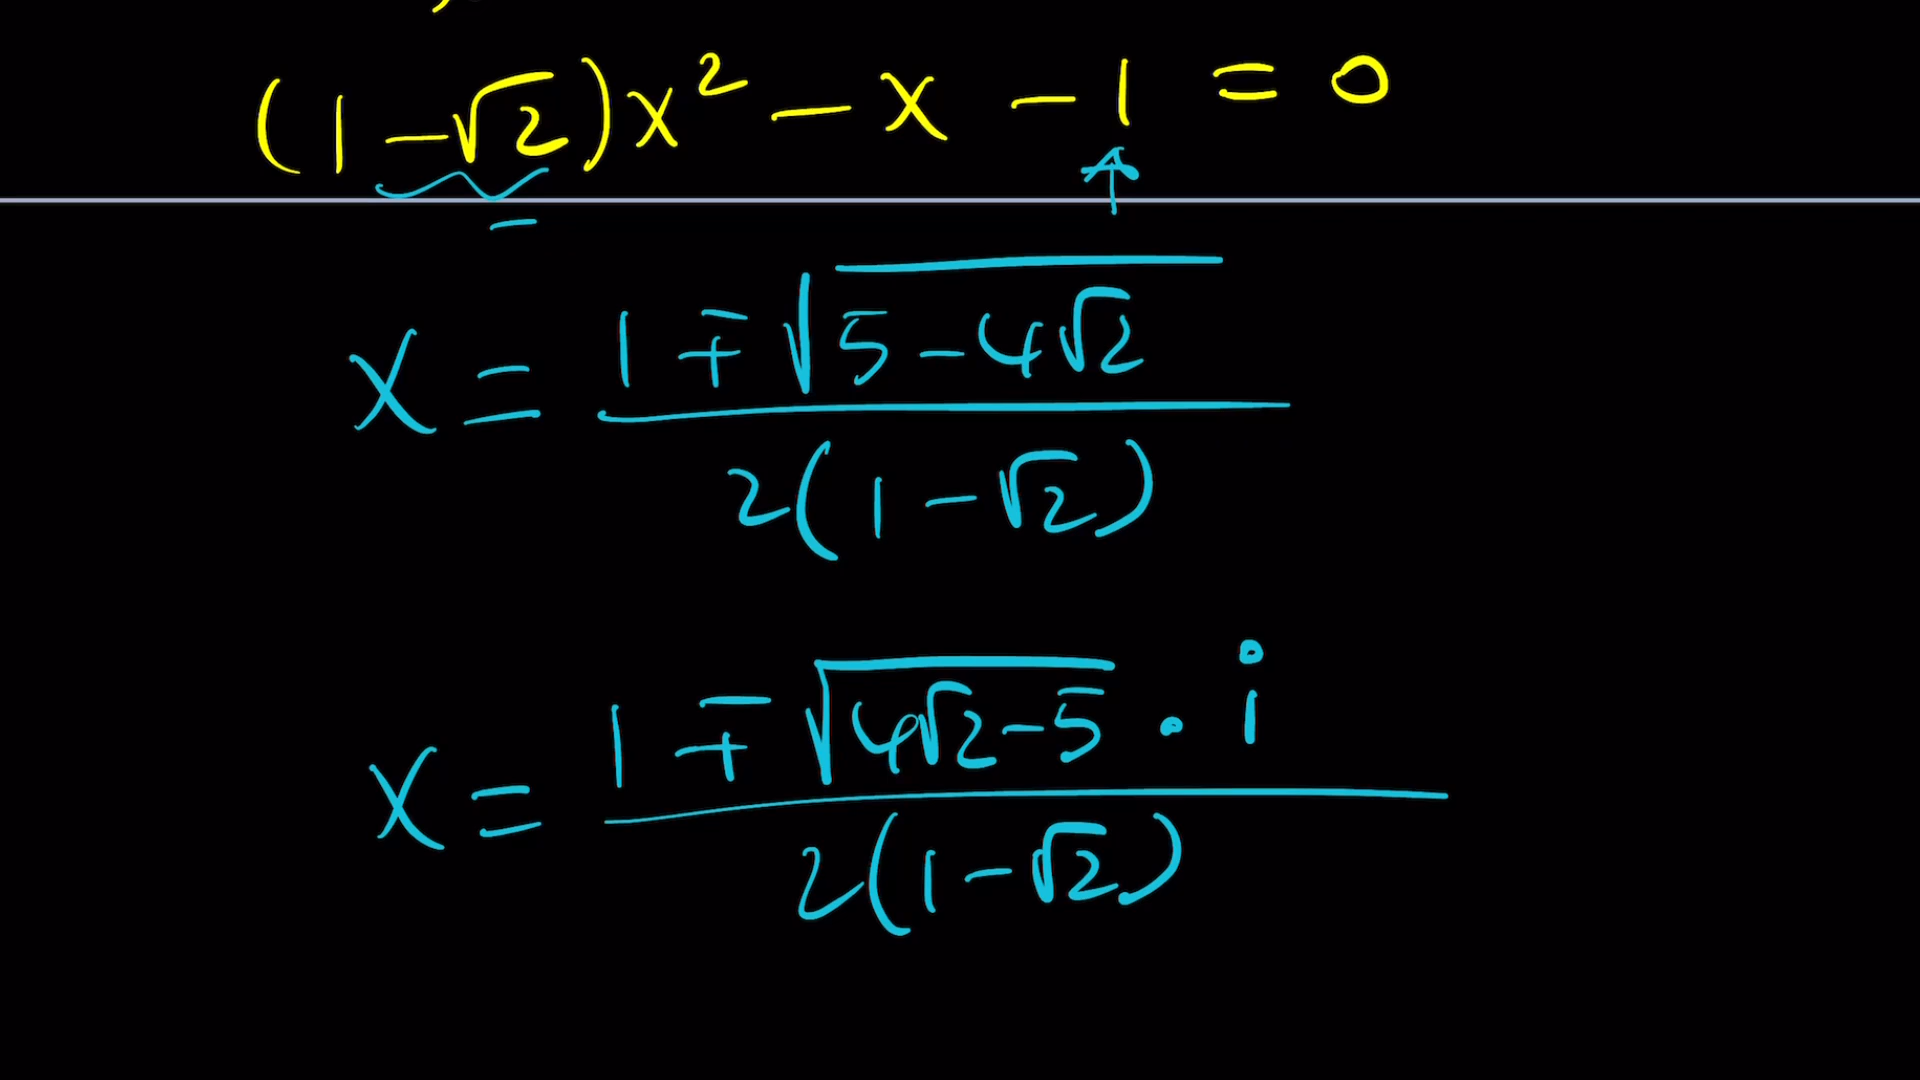 (1-√2)x² - x - 1 = 0
x = (1 ∓ √(5-4√2)) / (2(1-√2))
x = (1 ∓ √(4√2-5) · i) / (2(1-√2))